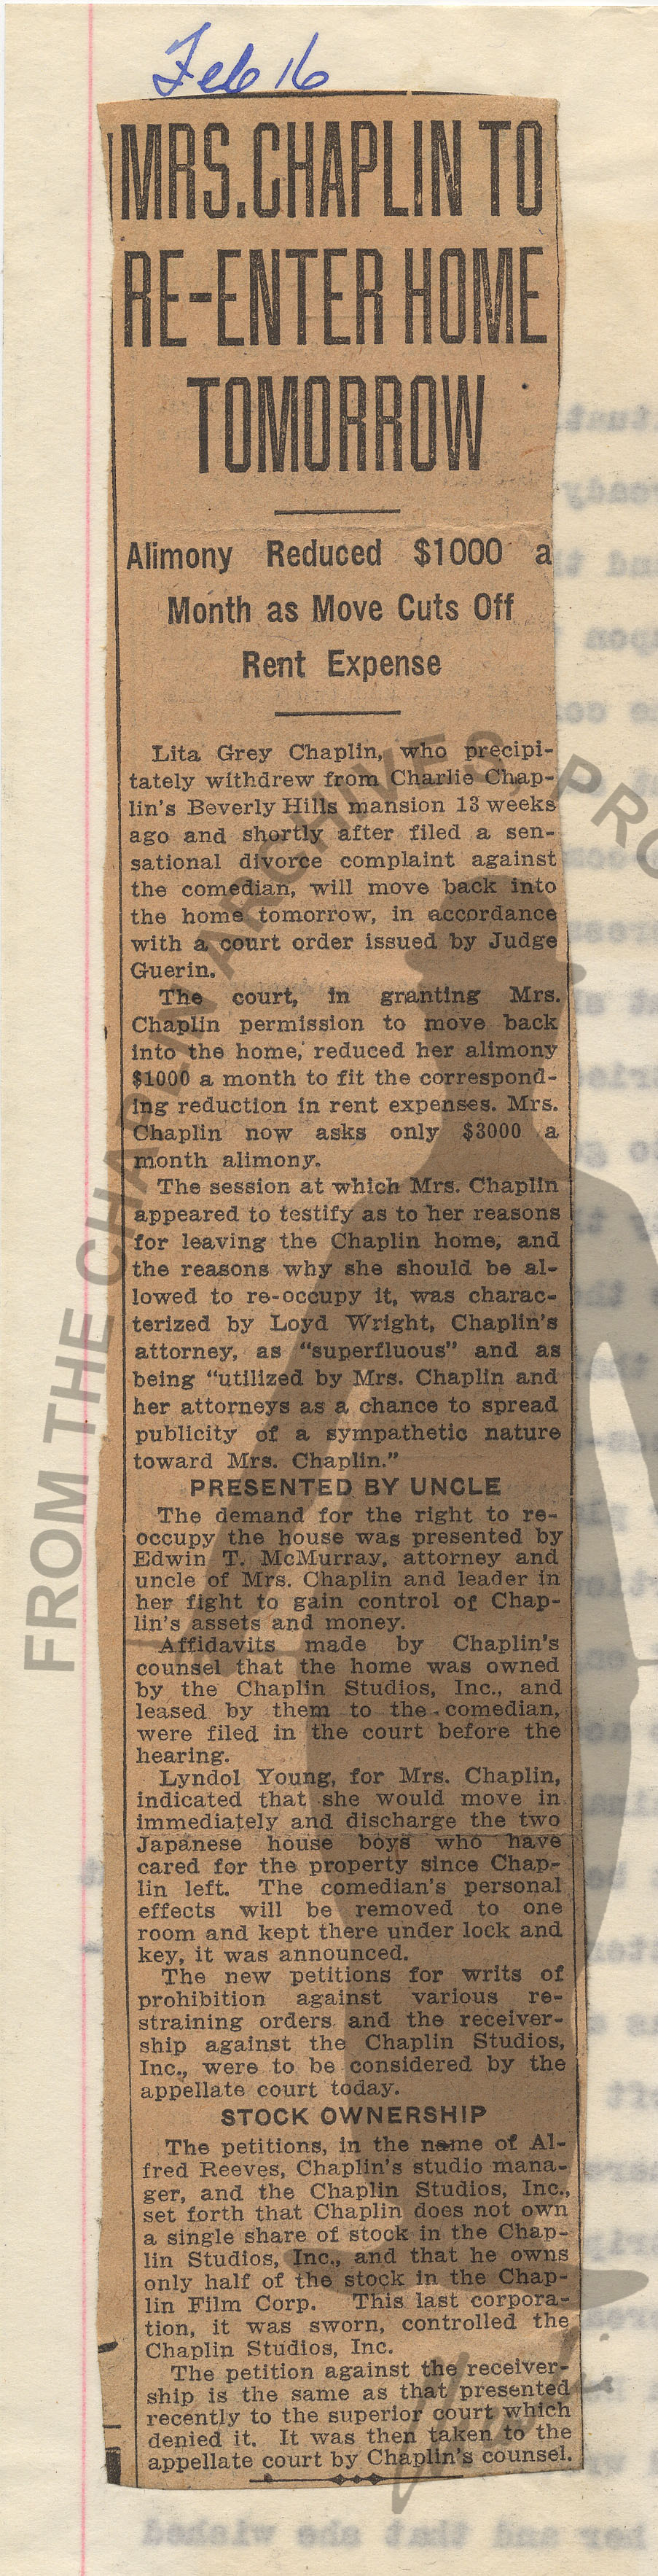 Feb 16
MRS. CHAPLIN TO
RE-ENTER HOME
TOMORROW
Alimony Reduced $1000 a
Month as Move Cuts Off
Rent Expense
Lita Grey Chaplin, who precipi-
tately withdrew from Charlie Chap-
lin's Beverly Hills mansion 13 weeks
ago and shortly after filed a sen-
sational divorce complaint against
the comedian, will move back into
the home tomorrow, in accordance
with a court order issued by Judge
Guerin.
The court, in granting Mrs.
Chaplin permission to move back
into the home, reduced her alimony
$1000 a month to fit the correspond-
ing reduction in rent expenses. Mrs.
Chaplin now asks only $3000 a
month alimony.
The session at which Mrs. Chaplin
appeared to testify as to her reasons
for leaving the Chaplin home, and
the reasons why she should be al-
lowed to re-occupy it, was charac-
terized by Loyd Wright, Chaplin's
attorney, as "superfluous" and as
being "utilized by Mrs. Chaplin and
her attorneys as a chance to spread
publicity of a sympathetic nature
toward Mrs. Chaplin."
PRESENTED BY UNCLE
The demand for the right to re-
occupy the house was presented by
Edwin T. McMurray, attorney and
uncle of Mrs. Chaplin and leader in
her fight to gain control of Chap-
lin's assets and money.
Affidavits made by Chaplin's
counsel that the home was owned
by the Chaplin Studios, Inc., and
leased by them to the comedian,
were filed in the court before the
hearing.
Lyndol Young, for Mrs. Chaplin,
indicated that she would move in
immediately and discharge the two
Japanese house boys who have
cared for the property since Chap-
lin left. The comedian's personal
effects will be removed to one
room and kept there under lock and
key, it was announced.
The new petitions for writs of
prohibition against various re-
straining orders and the receiver-
ship against the Chaplin Studios,
Inc., were to be considered by the
appellate court today.
STOCK OWNERSHIP
The petitions, in the name of Al-
fred Reeves, Chaplin's studio mana-
ger, and the Chaplin Studios, Inc.,
set forth that Chaplin does not own
a single share of stock in the Chap-
lin Studios, Inc., and that he owns
only half of the stock in the Chap-
lin Film Corp. This last corpora-
tion, it was sworn, controlled the
Chaplin Studios, Inc.
The petition against the receiver-
ship is the same as that presented
recently to the superior court which
denied it. It was then taken to the
appellate court by Chaplin's counsel.
FROM THE CHAPLIN ARCHIVES, PRO
her and that she wished